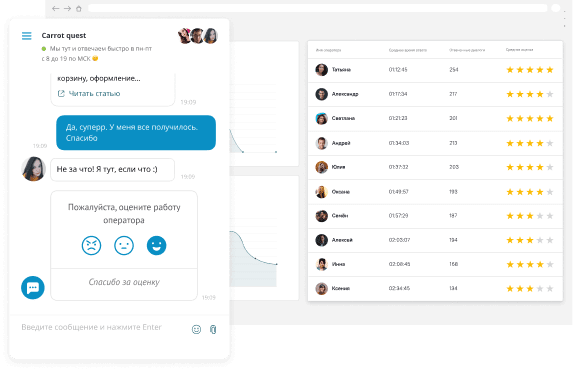 Carrot quest
Мы тут и отвечаем быстро в пн-пт
с 8 до 19 по МСК
корзину, оформление...
Читать статью
19:09
Да, суперр. У меня все получилось.
Спасибо
19:09
Не за что! Я тут, если что :)
19:09
Пожалуйста, оцените работу
оператора
Спасибо за оценку
19:09
Введите сообщение и нажмите Enter
Имя оператора Среднее время ответа Отвеченные диалоги Средняя оценка
Татьяна 01:12:45 254
Александр 01:17:34 217
Светлана 01:21:23 201
Андрей 01:34:03 213
Юлия 01:37:32 203
Оксана 01:49:57 193
Семён 01:57:29 187
Алексей 02:03:07 194
Инна 02:08:45 168
Ксения 02:34:45 134